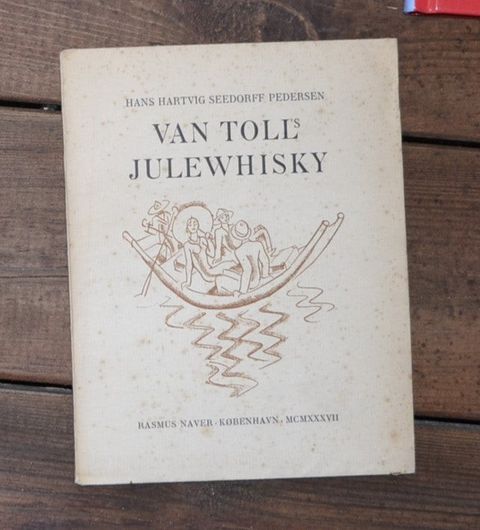 HANS HARTVIG SEEDORFF PEDERSEN
VAN TOLL'S
JULEWHISKY
RASMUS NAVER · KØBENHAVN · MCMXXXVII